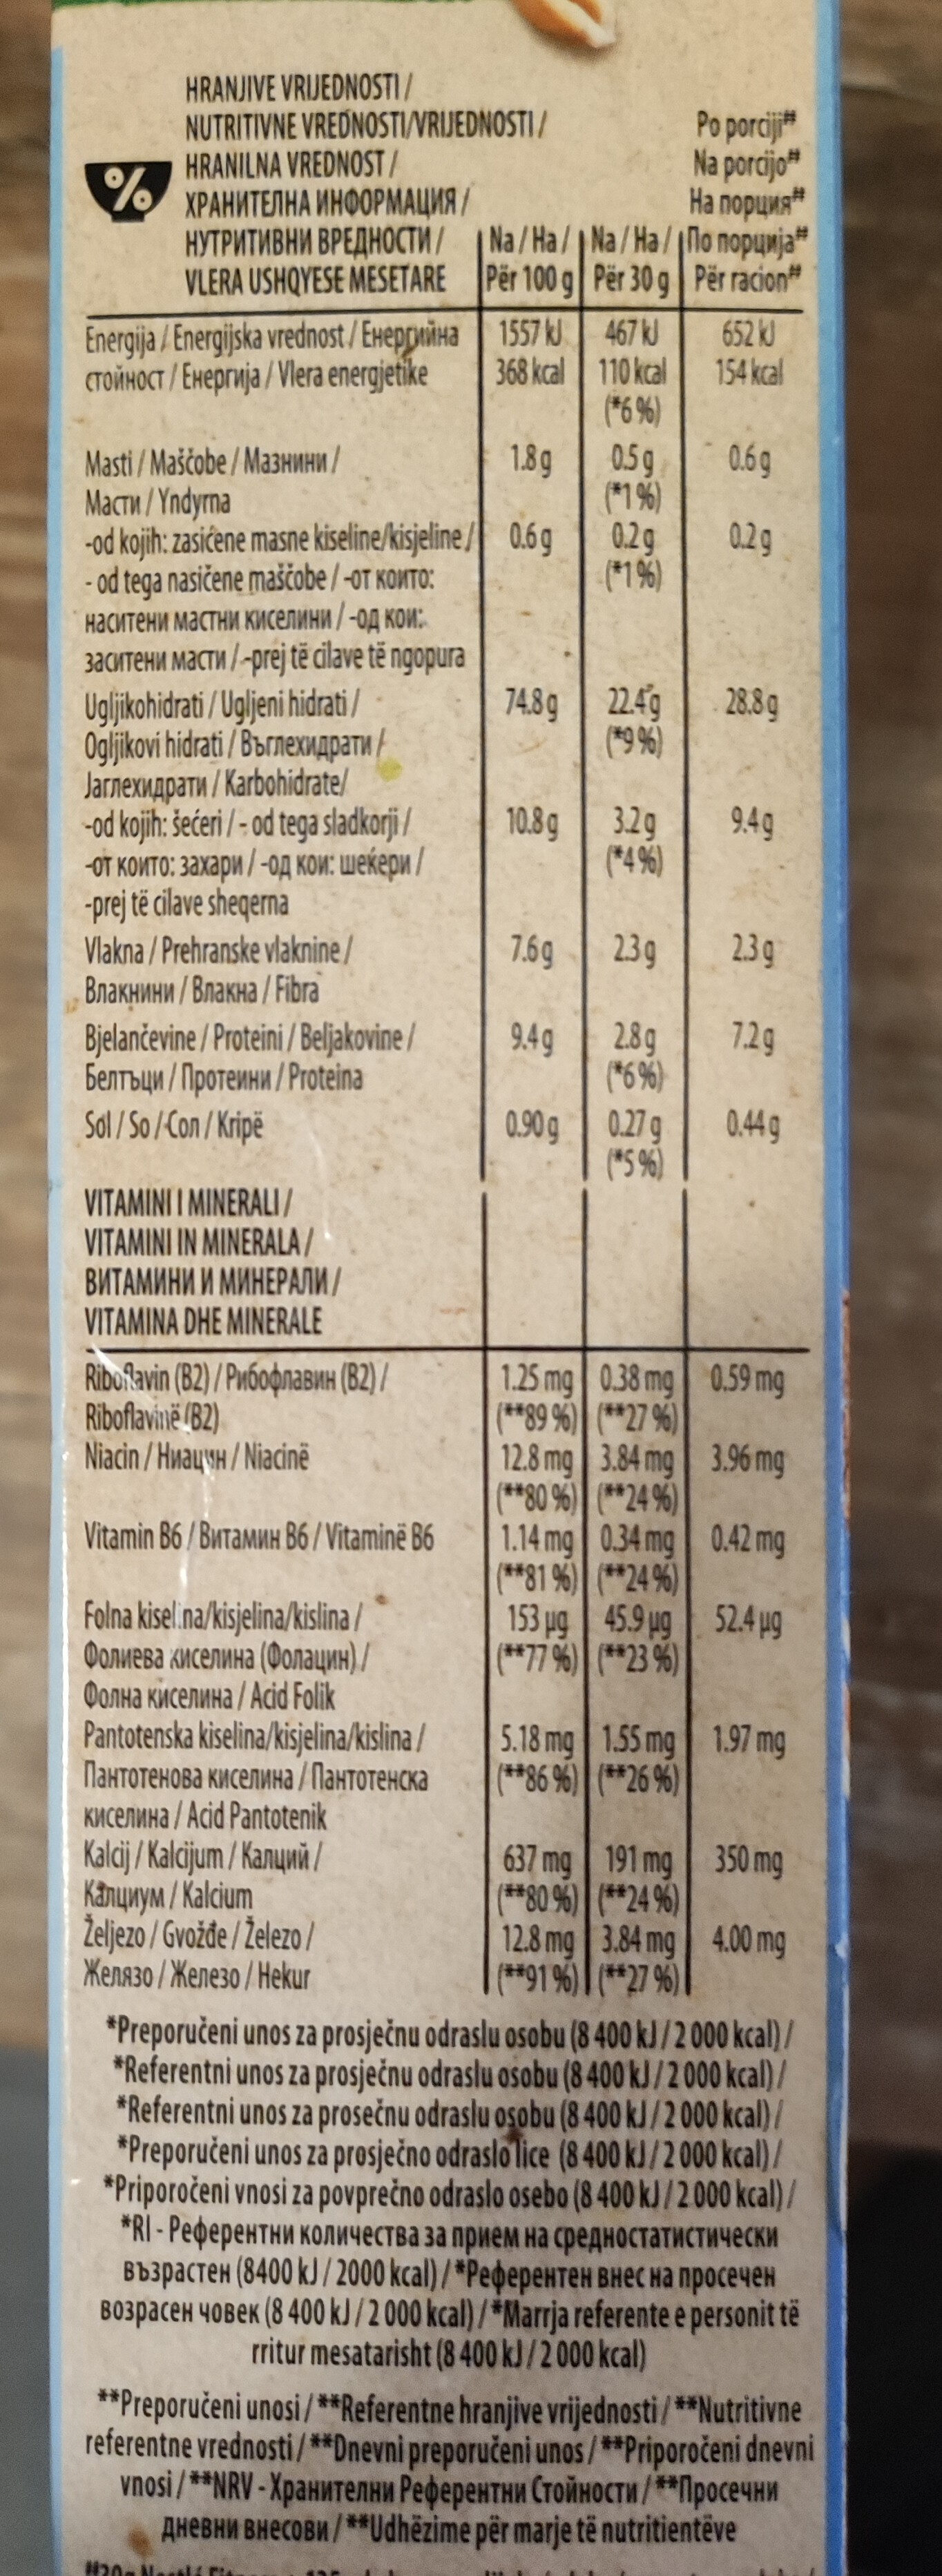 HRANJIVE VRIJEDNOSTI /
NUTRITIVNE VREDNOSTI/VRIJEDNOSTI /
HRANILNA VREDNOST /
ХРАНИТЕЛНА ИНФОРМАЦИЯ /
НУТРИТИВНИ ВРЕДНОСТИ /
VLERA USHQYESE MESETARE
%
Na / Ha /
Për 100 g
Na / Ha /
Për 30 g
Po porciji##
Na porcijo##
На порция##
По порција##
Për racion##
Energija / Energijska vrednost / Енергийна 1557 kJ 467 kJ 652 kJ
стойност / Енергија / Vlera energjetike 368 kcal 110 kcal 154 kcal
(*6 %)
Masti / Maščobe / Мазнини / 1.8 g 0.5 g 0.6 g
Масти / Yndyrna (*1 %)
-od kojih: zasićene masne kiseline/kisjeline / 0.6 g 0.2 g 0.2 g
- od tega nasičene maščobe / -от които: (*1 %)
наситени мастни киселини / -од кои:
заситени масти / -prej të cilave të ngopura
Ugljikohidrati / Ugljeni hidrati / 74.8 g 22.4 g 28.8 g
Ogljikovi hidrati / Въглехидрати / (*9 %)
Јаглехидрати / Karbohidrate/
-od kojih: šećeri / - od tega sladkorji / 10.8 g 3.2 g 9.4 g
-от които: захари / -од кои: шеќери / (*4 %)
-prej të cilave sheqerna
Vlakna / Prehranske vlaknine / 7.6 g 2.3 g 2.3 g
Влакнини / Влакна / Fibra
Bjelančevine / Proteini / Beljakovine / 9.4 g 2.8 g 7.2 g
Белтъци / Протеини / Proteina (*6 %)
Sol / So / Сол / Kripë 0.90 g 0.27 g 0.44 g
(*5 %)
VITAMINI I MINERALI /
VITAMINI IN MINERALA /
ВИТАМИНИ И МИНЕРАЛИ /
VITAMINA DHE MINERALE
Riboflavin (B2) / Рибофлавин (B2) / 1.25 mg 0.38 mg 0.59 mg
Riboflavinë (B2) (**89 %) (**27 %)
Niacin / Ниацин / Niacinë 12.8 mg 3.84 mg 3.96 mg
(**80 %) (**24 %)
Vitamin B6 / Витамин B6 / Vitaminë B6 1.14 mg 0.34 mg 0.42 mg
(**81 %) (**24 %)
Folna kiselina/kisjelina/kislina / 153 µg 45.9 µg 52.4 µg
Фолиева киселина (Фолацин) / (**77 %) (**23 %)
Фолна киселина / Acid Folik
Pantotenska kiselina/kisjelina/kislina / 5.18 mg 1.55 mg 1.97 mg
Пантотенова киселина / Пантотенска (**86 %) (**26 %)
киселина / Acid Pantotenik
Kalcij / Kalcijum / Калций / 637 mg 191 mg 350 mg
Калциум / Kalcium (**80 %) (**24 %)
Željezo / Gvožđe / Železo / 12.8 mg 3.84 mg 4.00 mg
Желязо / Железо / Hekur (**91 %) (**27 %)
*Preporučeni unos za prosječnu odraslu osobu (8 400 kJ / 2 000 kcal) /
*Referentni unos za prosječnu odraslu osobu (8 400 kJ / 2 000 kcal) /
*Referentni unos za prosečnu odraslu osobu (8 400 kJ / 2 000 kcal) /
*Preporučeni unos za prosječno odraslo lice (8 400 kJ / 2 000 kcal) /
*Priporočeni vnosi za povprečno odraslo osebo (8 400 kJ / 2 000 kcal) /
*RI - Референтни количества за прием на средностатистически
възрастен (8400 kJ / 2000 kcal) / *Референтен внес на просечен
возрасен човек (8 400 kJ / 2 000 kcal) / *Marrja referente e personit të
rritur mesatarisht (8 400 kJ / 2 000 kcal)
**Preporučeni unosi / **Referentne hranjive vrijednosti / **Nutritivne
referentne vrednosti / **Dnevni preporučeni unos / **Priporočeni dnevni
vnosi / **NRV - Хранителни Референтни Стойности / **Просечни
дневни внесови / **Udhëzime për marje të nutritientëve
##30g Nestlé Fitness